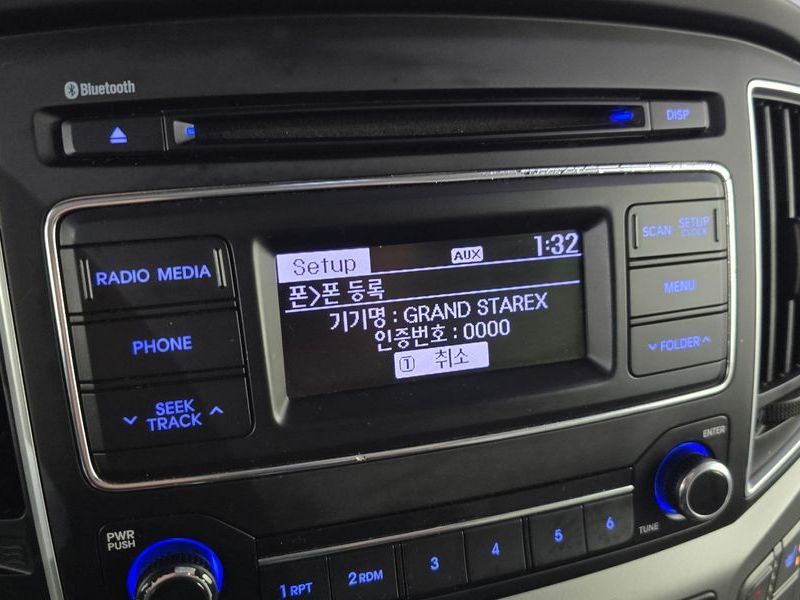 Bluetooth
DISP
RADIO MEDIA
PHONE
SEEK
TRACK
Setup
AUX
1:32
폰>폰 등록
기기명 : GRAND STAREX
인증번호 : 0000
1 취소
SCAN SETUP
CLOCK
MENU
FOLDER
ENTER
TUNE
PWR
PUSH
1 RPT
2 RDM
3
4
5
6